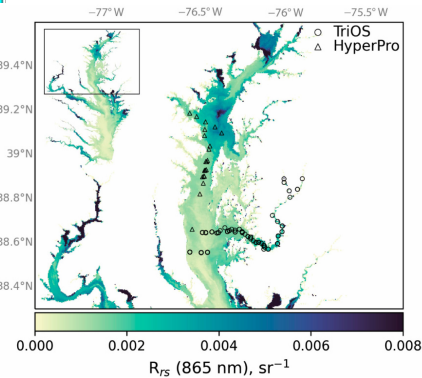 −77°W −76.5°W −76°W −75.5°W
TriOS
HyperPro
39.4°N
39.2°N
39°N
38.8°N
38.6°N
38.4°N
0.000 0.002 0.004 0.006 0.008
Rrs (865 nm), sr−1